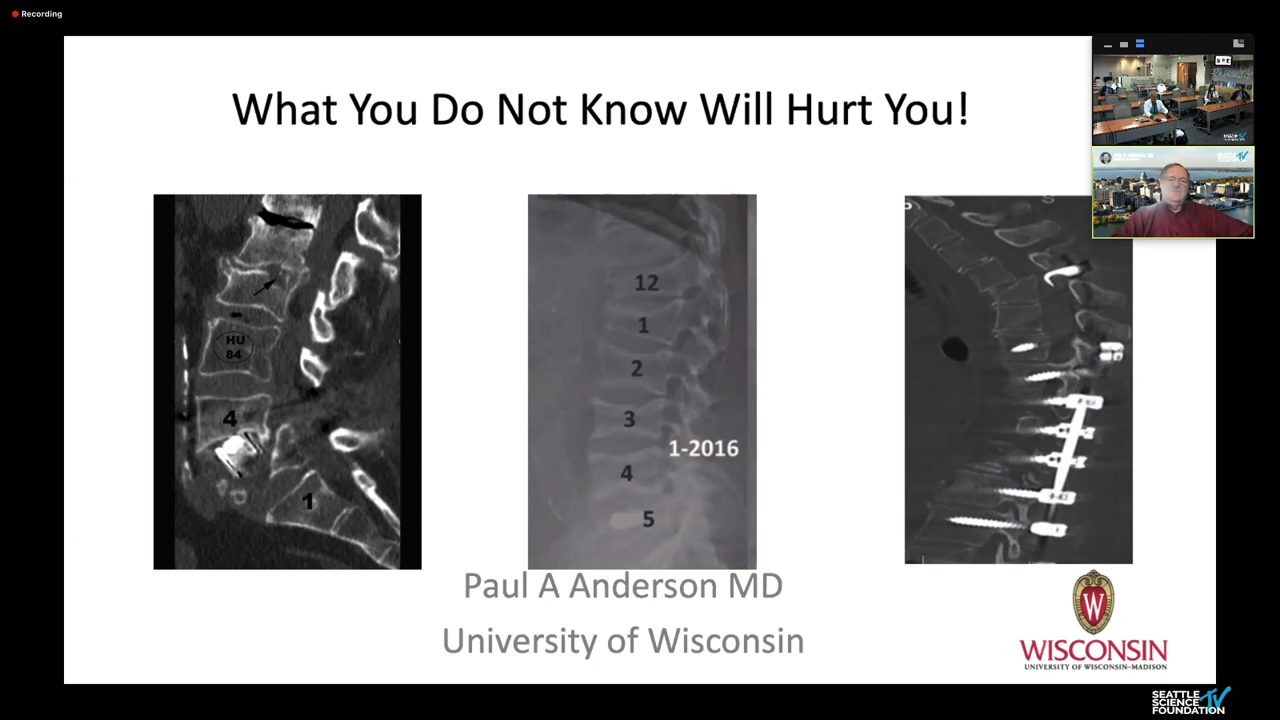 Recording
What You Do Not Know Will Hurt You!
HU
84
4
1
12
1
2
3
4
5
1-2016
Paul A Anderson MD
University of Wisconsin
W
WISCONSIN
UNIVERSITY OF WISCONSIN–MADISON
SEATTLE
SCIENCE
FOUNDATION
TV